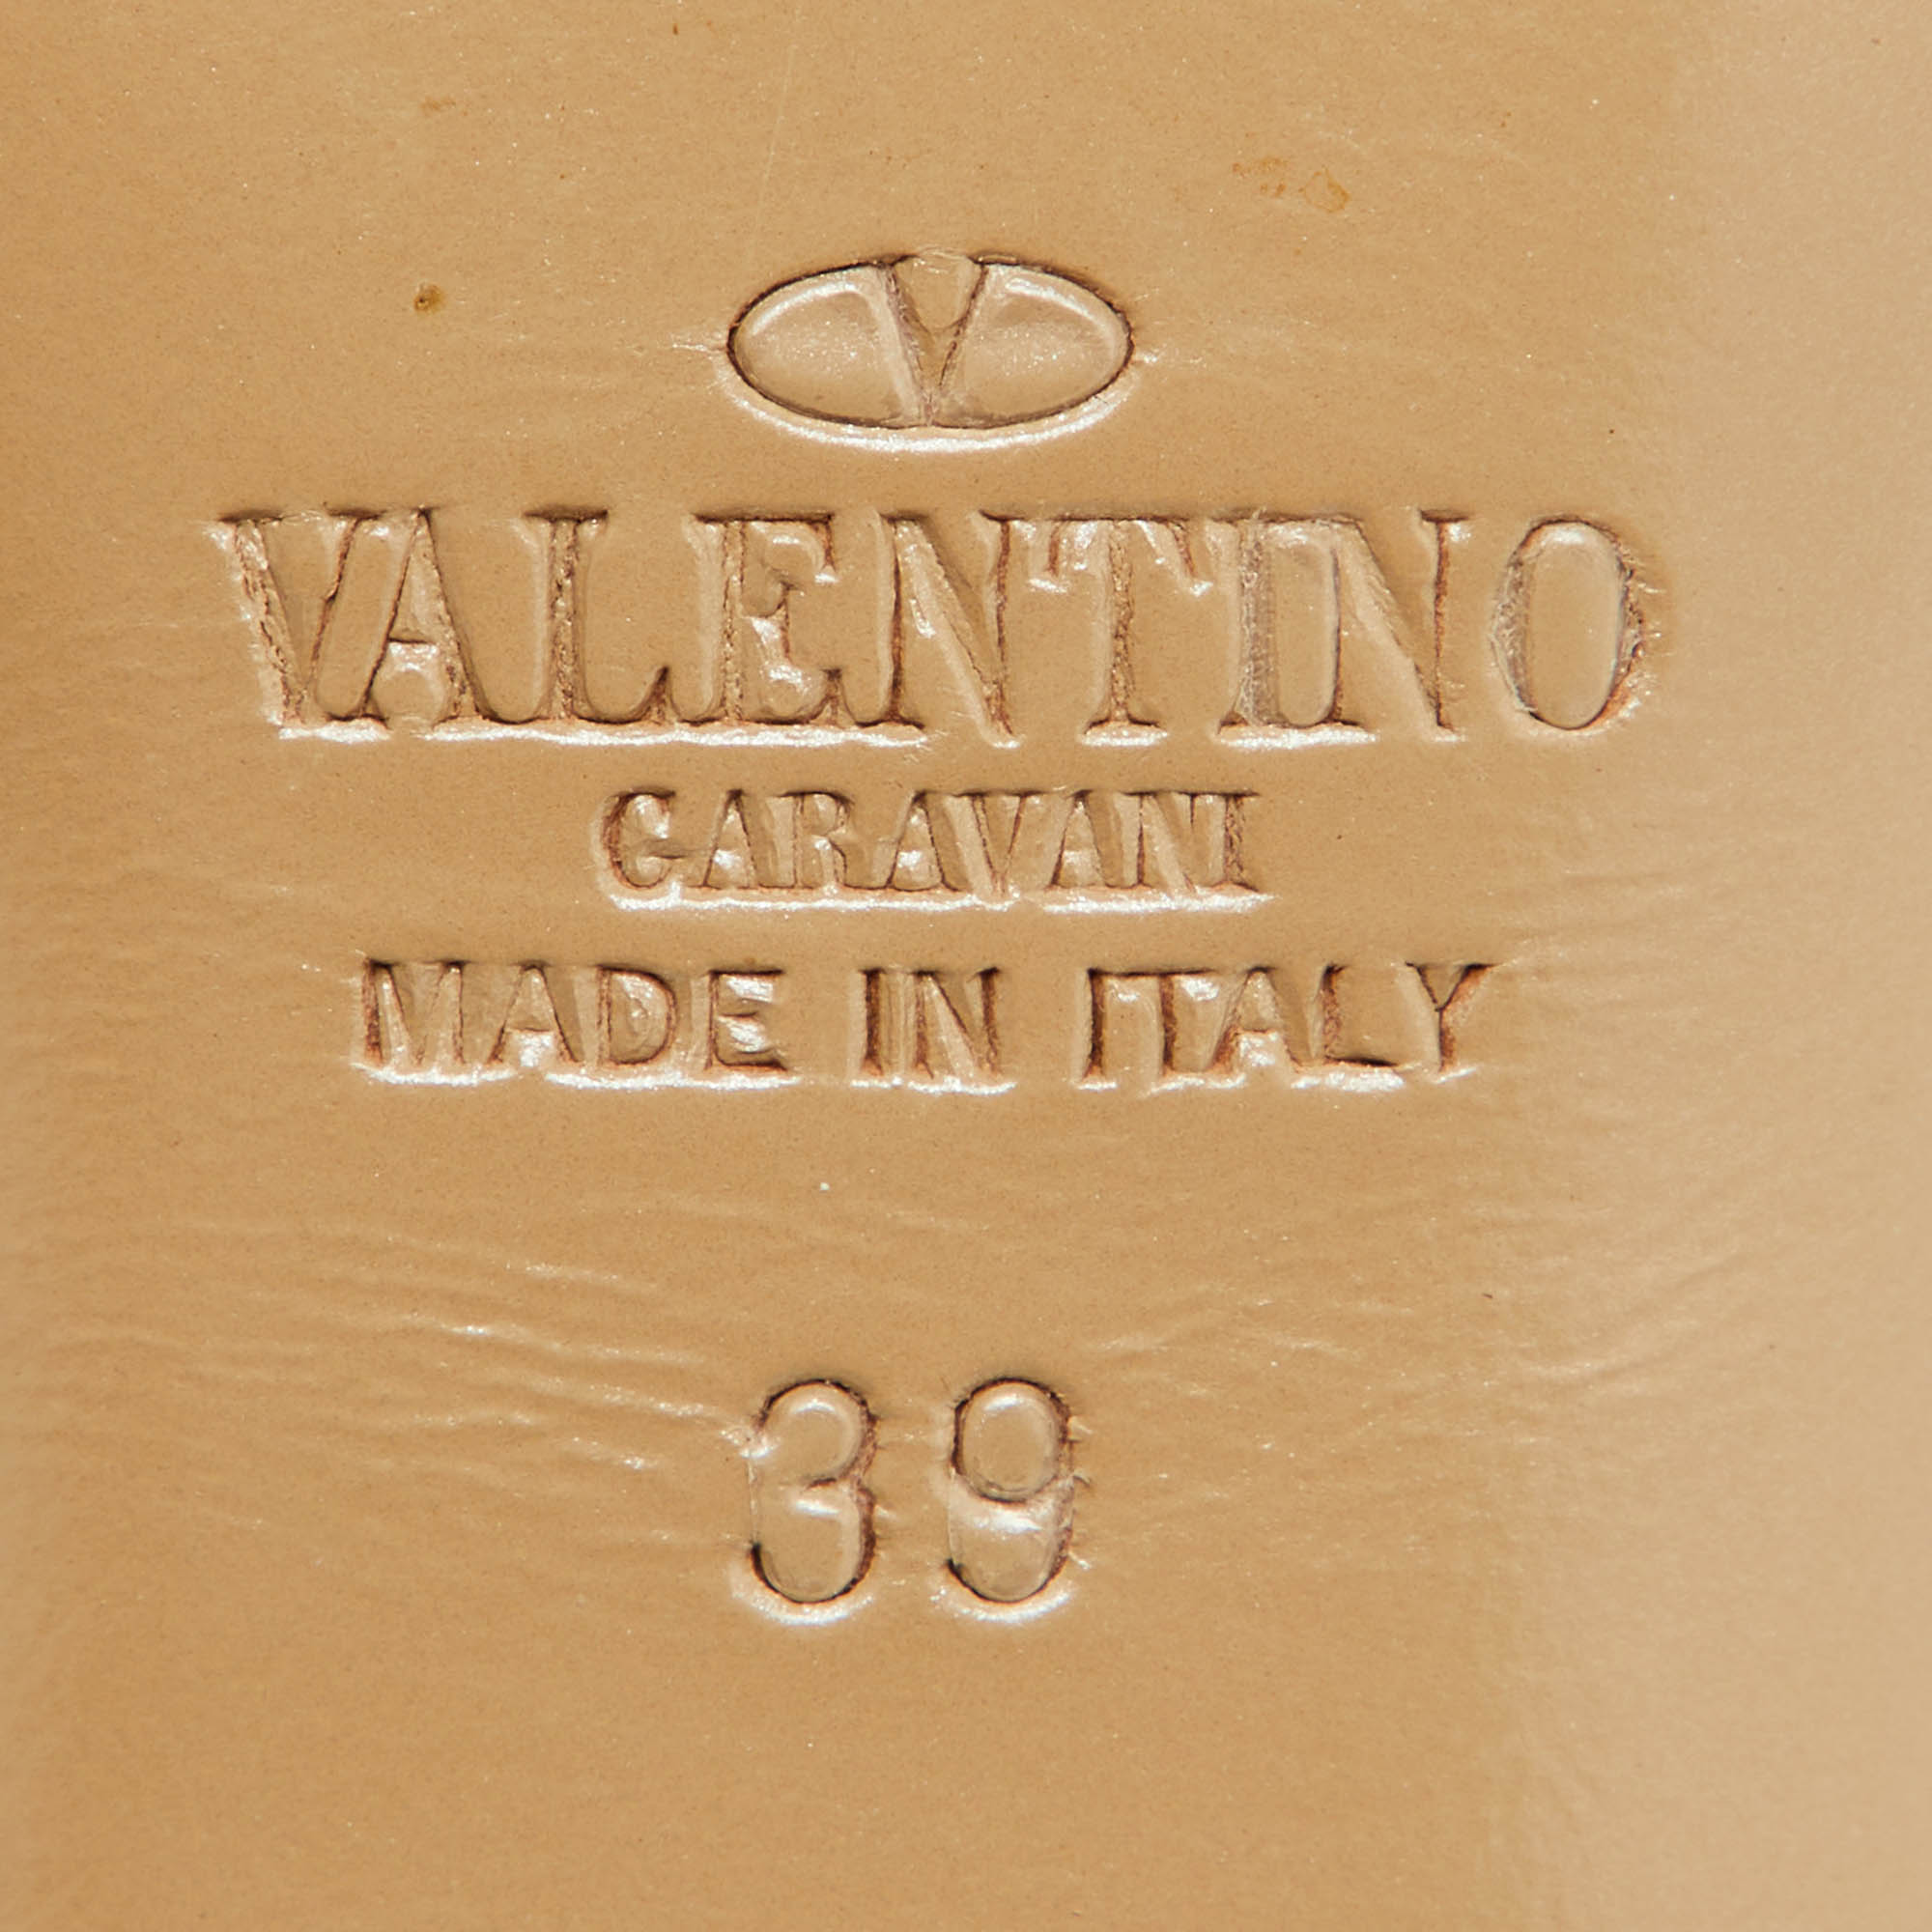 V
VALENTINO
GARAVANI
MADE IN ITALY
39